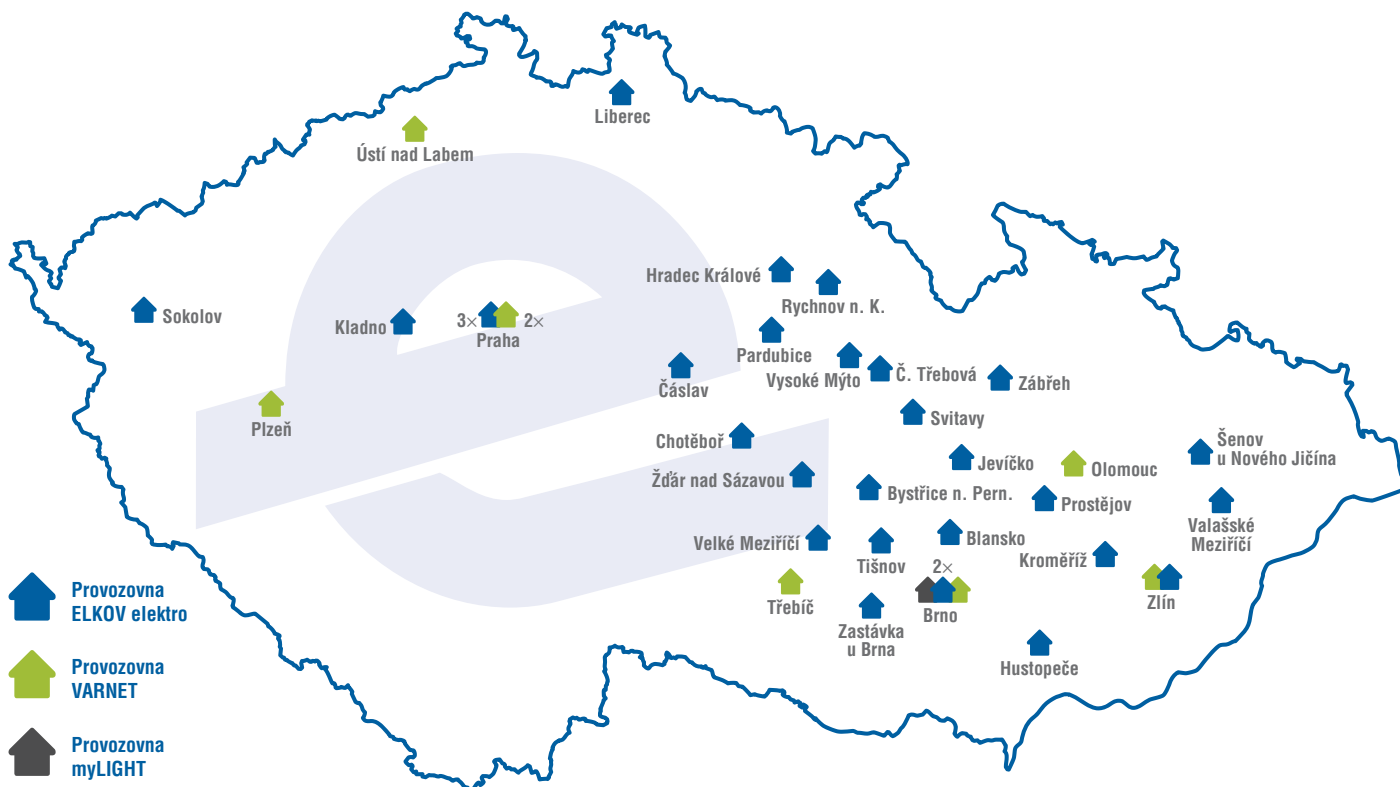 Liberec
Ústí nad Labem
Hradec Králové
Rychnov n. K.
Sokolov
Kladno
3×
2×
Praha
Pardubice
Vysoké Mýto
Č. Třebová
Zábřeh
Čáslav
Svitavy
Plzeň
Chotěboř
Šenov
u Nového Jičína
Jevíčko
Olomouc
Žďár nad Sázavou
Bystřice n. Pern.
Prostějov
Valašské
Meziříčí
Velké Meziříčí
Blansko
Tišnov
Kroměříž
2×
Třebíč
Brno
Zlín
Zastávka
u Brna
Hustopeče
Provozovna
ELKOV elektro
Provozovna
VARNET
Provozovna
myLIGHT